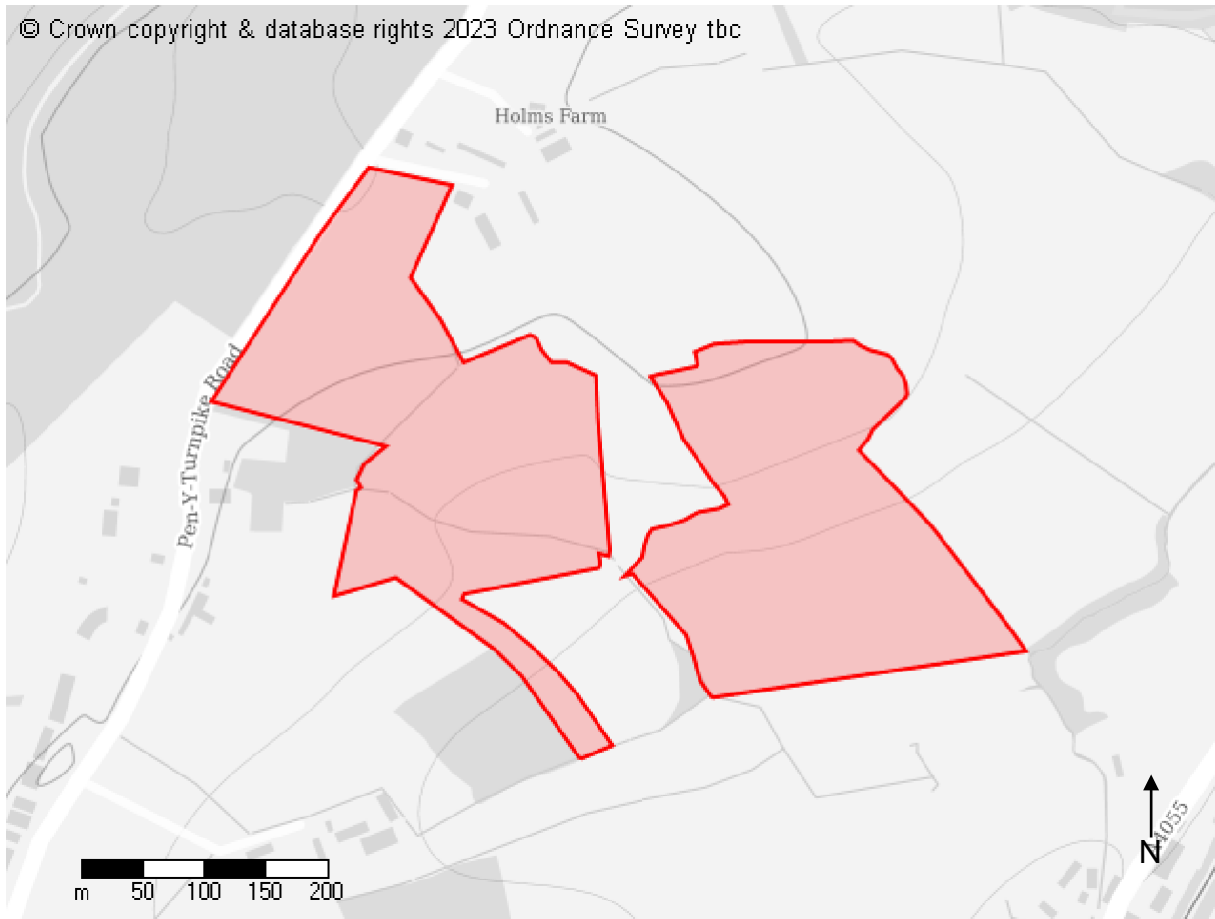 © Crown copyright & database rights 2023 Ordnance Survey tbc
Holms Farm
Pen-Y-Turnpike Road
A4055
N
m 50 100 150 200